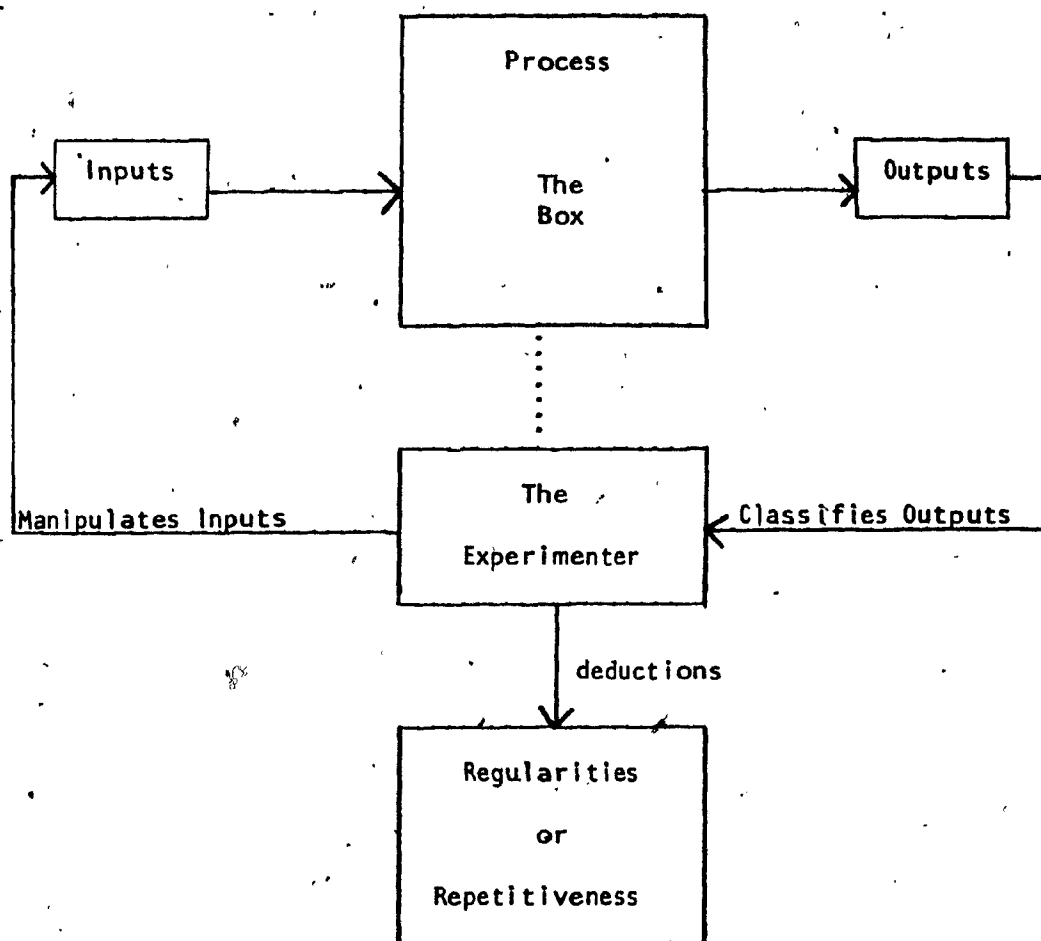 Process
Inputs
The
Box
Outputs
The
Experimenter
Manipulates Inputs
Classifies Outputs
deductions
Regularities
or
Repetitiveness